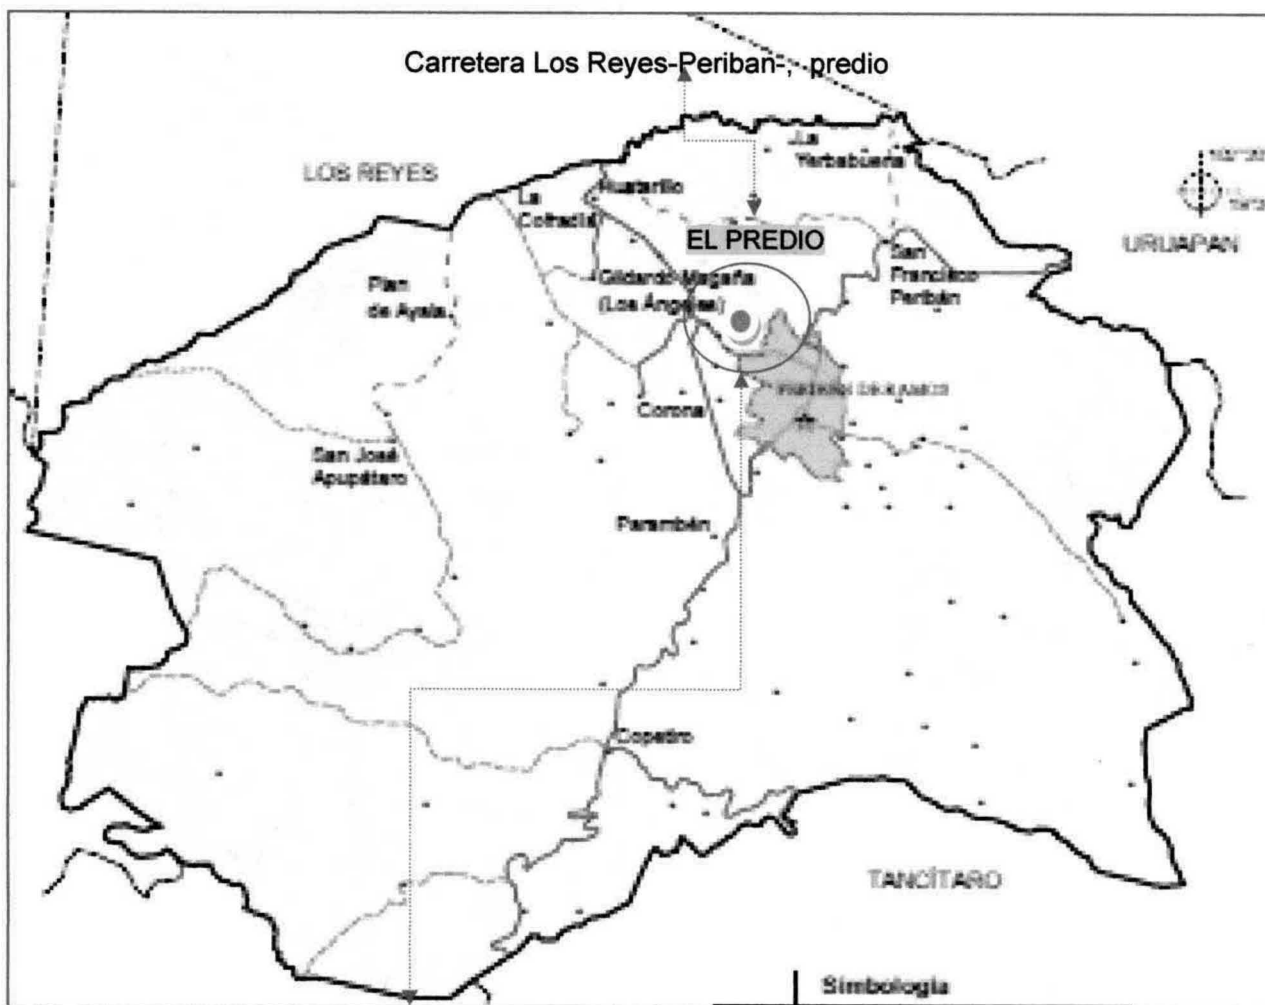 Carretera Los Reyes-Periban-, predio
La
Yerbabuena
LOS REYES
Huatarillo
La
Cofradía
EL PREDIO
URUAPAN
San
Francisco
Peribán
Plan
de Ayala
Gildardo Magaña
(Los Ángeles)
Corona
San José
Apupátaro
Parambén
Copetiro
TANCÍTARO
Simbología